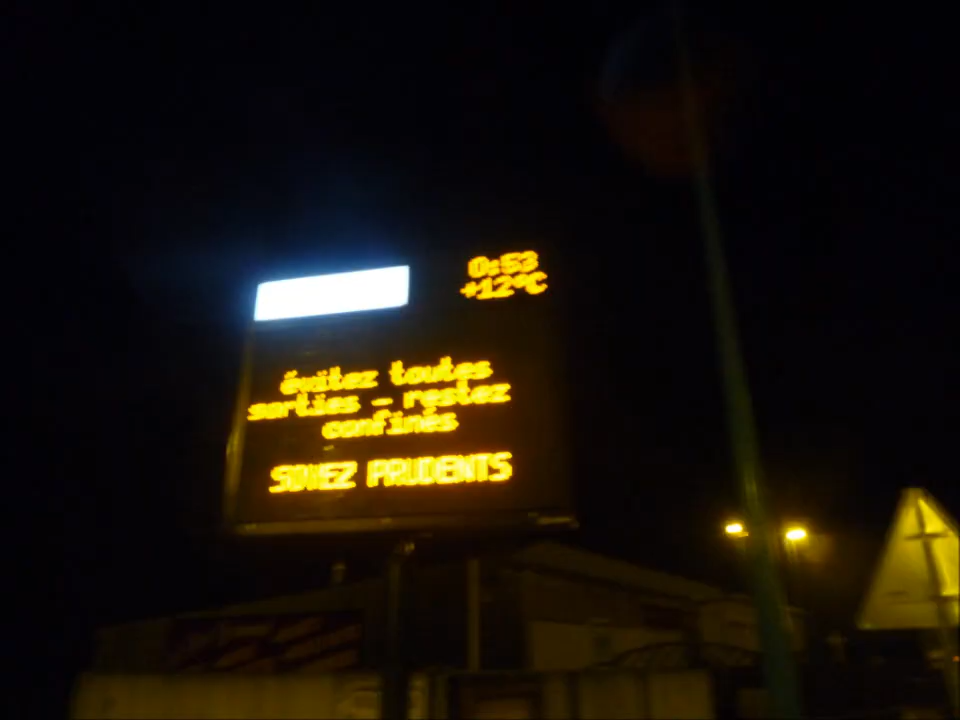 0:53
+12°C
évitez toutes
sorties - restez
confinés
SOYEZ PRUDENTS